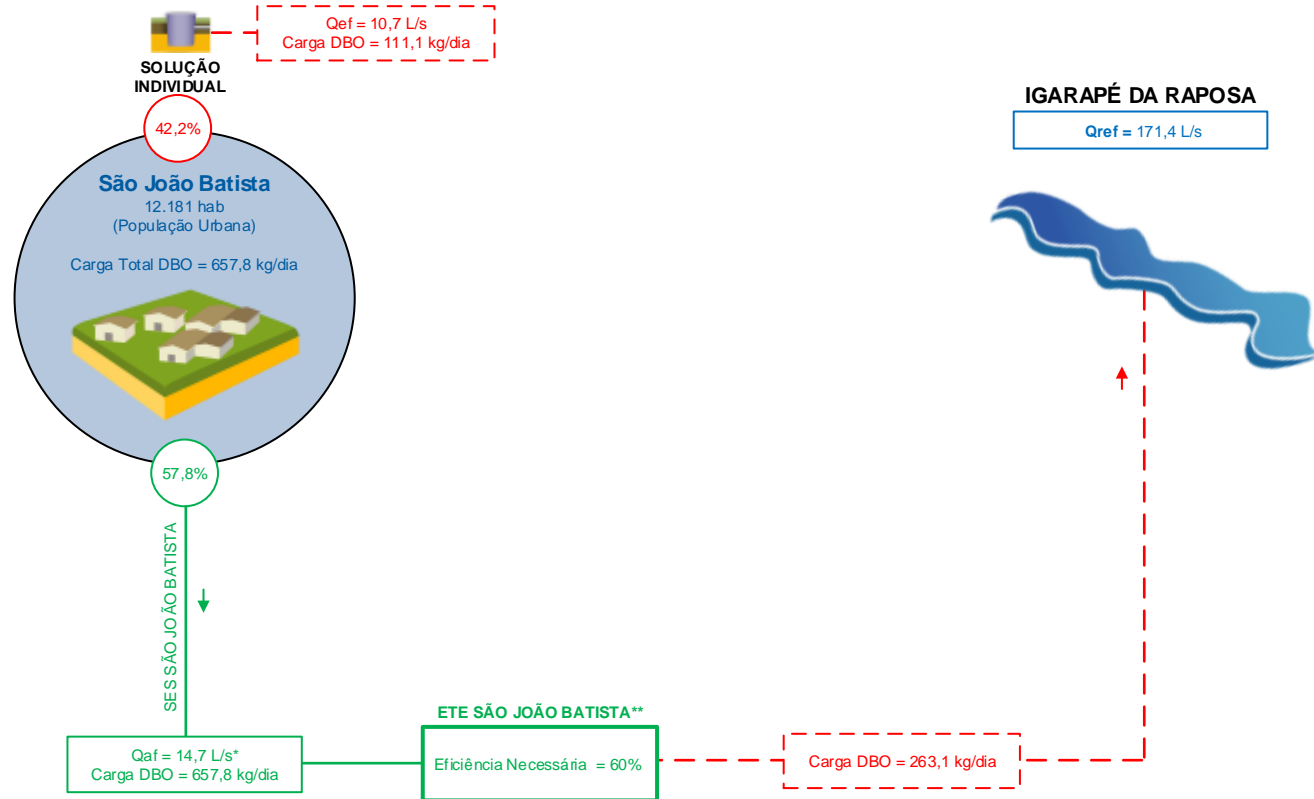 Qef = 10,7 L/s
Carga DBO = 111,1 kg/dia
SOLUÇÃO
INDIVIDUAL
42,2%
São João Batista
12.181 hab
(População Urbana)
Carga Total DBO = 657,8 kg/dia
57,8%
SES SÃO JOÃO BATISTA
Qaf = 14,7 L/s*
Carga DBO = 657,8 kg/dia
ETE SÃO JOÃO BATISTA**
Eficiência Necessária = 60%
Carga DBO = 263,1 kg/dia
IGARAPÉ DA RAPOSA
Qref = 171,4 L/s